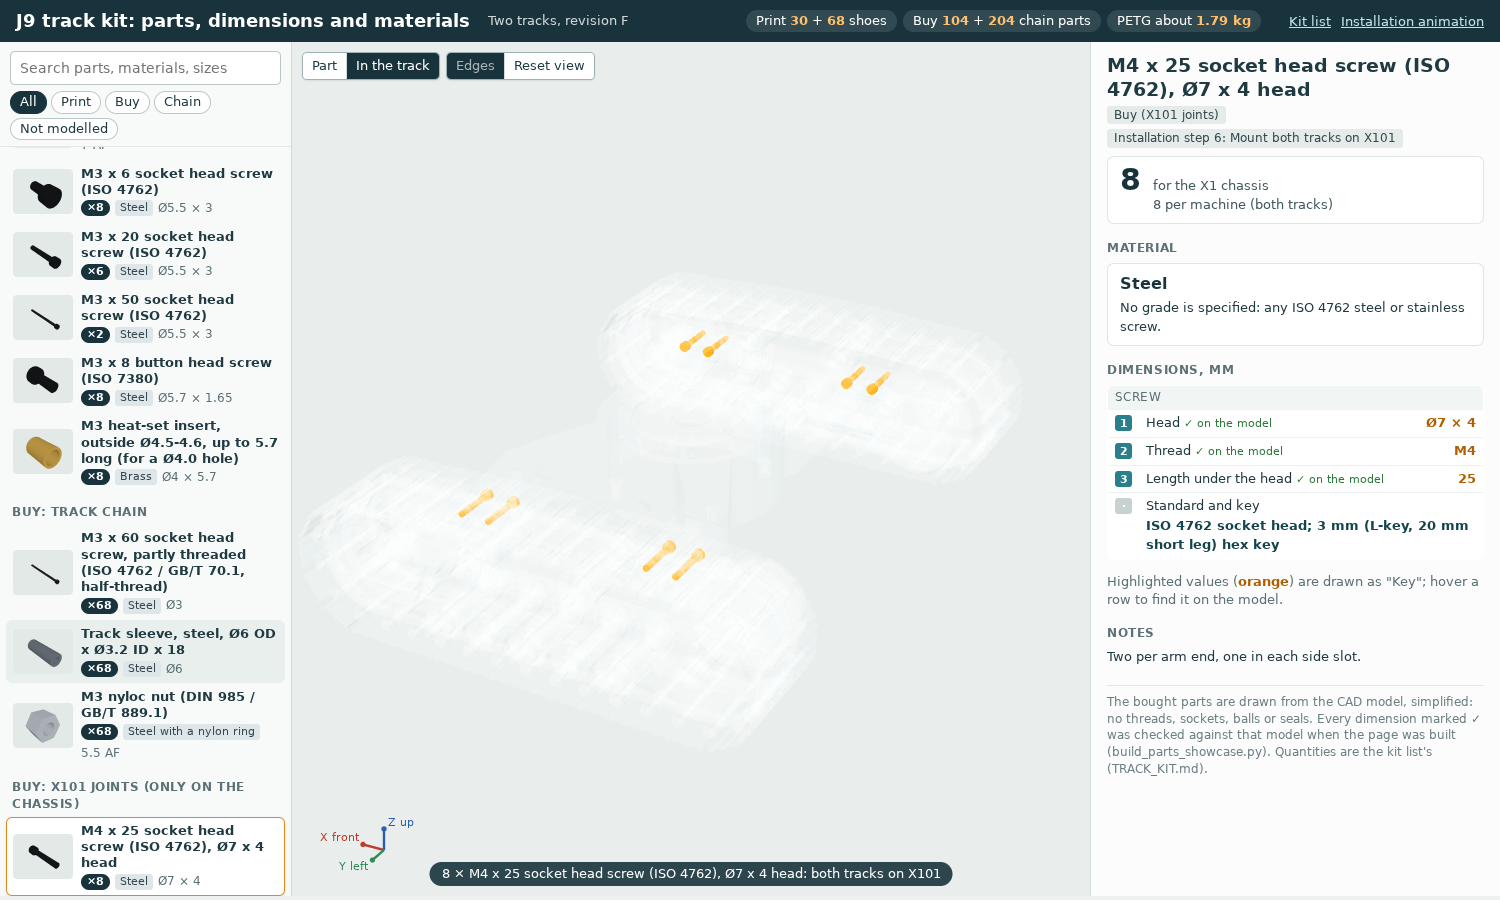 J9 track kit: parts, dimensions and materials
Two tracks, revision F
Print 30 + 68 shoes
Buy 104 + 204 chain parts
PETG about 1.79 kg
Kit list
Installation animation
Search parts, materials, sizes
All
Print
Buy
Chain
Not modelled
M3 x 6 socket head screw
(ISO 4762)
×8 Steel Ø5.5 × 3
M3 x 20 socket head
screw (ISO 4762)
×6 Steel Ø5.5 × 3
M3 x 50 socket head
screw (ISO 4762)
×2 Steel Ø5.5 × 3
M3 x 8 button head screw
(ISO 7380)
×8 Steel Ø5.7 × 1.65
M3 heat-set insert,
outside Ø4.5-4.6, up to 5.7
long (for a Ø4.0 hole)
×8 Brass Ø4 × 5.7
BUY: TRACK CHAIN
M3 x 60 socket head
screw, partly threaded
(ISO 4762 / GB/T 70.1,
half-thread)
×68 Steel Ø3
Track sleeve, steel, Ø6 OD
x Ø3.2 ID x 18
×68 Steel Ø6
M3 nyloc nut (DIN 985 /
GB/T 889.1)
×68 Steel with a nylon ring
5.5 AF
BUY: X101 JOINTS (ONLY ON THE
CHASSIS)
M4 x 25 socket head
screw (ISO 4762), Ø7 x 4
head
×8 Steel Ø7 × 4
Part
In the track
Edges
Reset view
X front
Y left
Z up
8 × M4 x 25 socket head screw (ISO 4762), Ø7 x 4 head: both tracks on X101
M4 x 25 socket head screw (ISO
4762), Ø7 x 4 head
Buy (X101 joints)
Installation step 6: Mount both tracks on X101
8 for the X1 chassis
8 per machine (both tracks)
MATERIAL
Steel
No grade is specified: any ISO 4762 steel or stainless
screw.
DIMENSIONS, MM
SCREW
1 Head ✓ on the model Ø7 × 4
2 Thread ✓ on the model M4
3 Length under the head ✓ on the model 25
· Standard and key
ISO 4762 socket head; 3 mm (L-key, 20 mm
short leg) hex key
Highlighted values (orange) are drawn as "Key"; hover a
row to find it on the model.
NOTES
Two per arm end, one in each side slot.
The bought parts are drawn from the CAD model, simplified:
no threads, sockets, balls or seals. Every dimension marked ✓
was checked against that model when the page was built
(build_parts_showcase.py). Quantities are the kit list's
(TRACK_KIT.md).